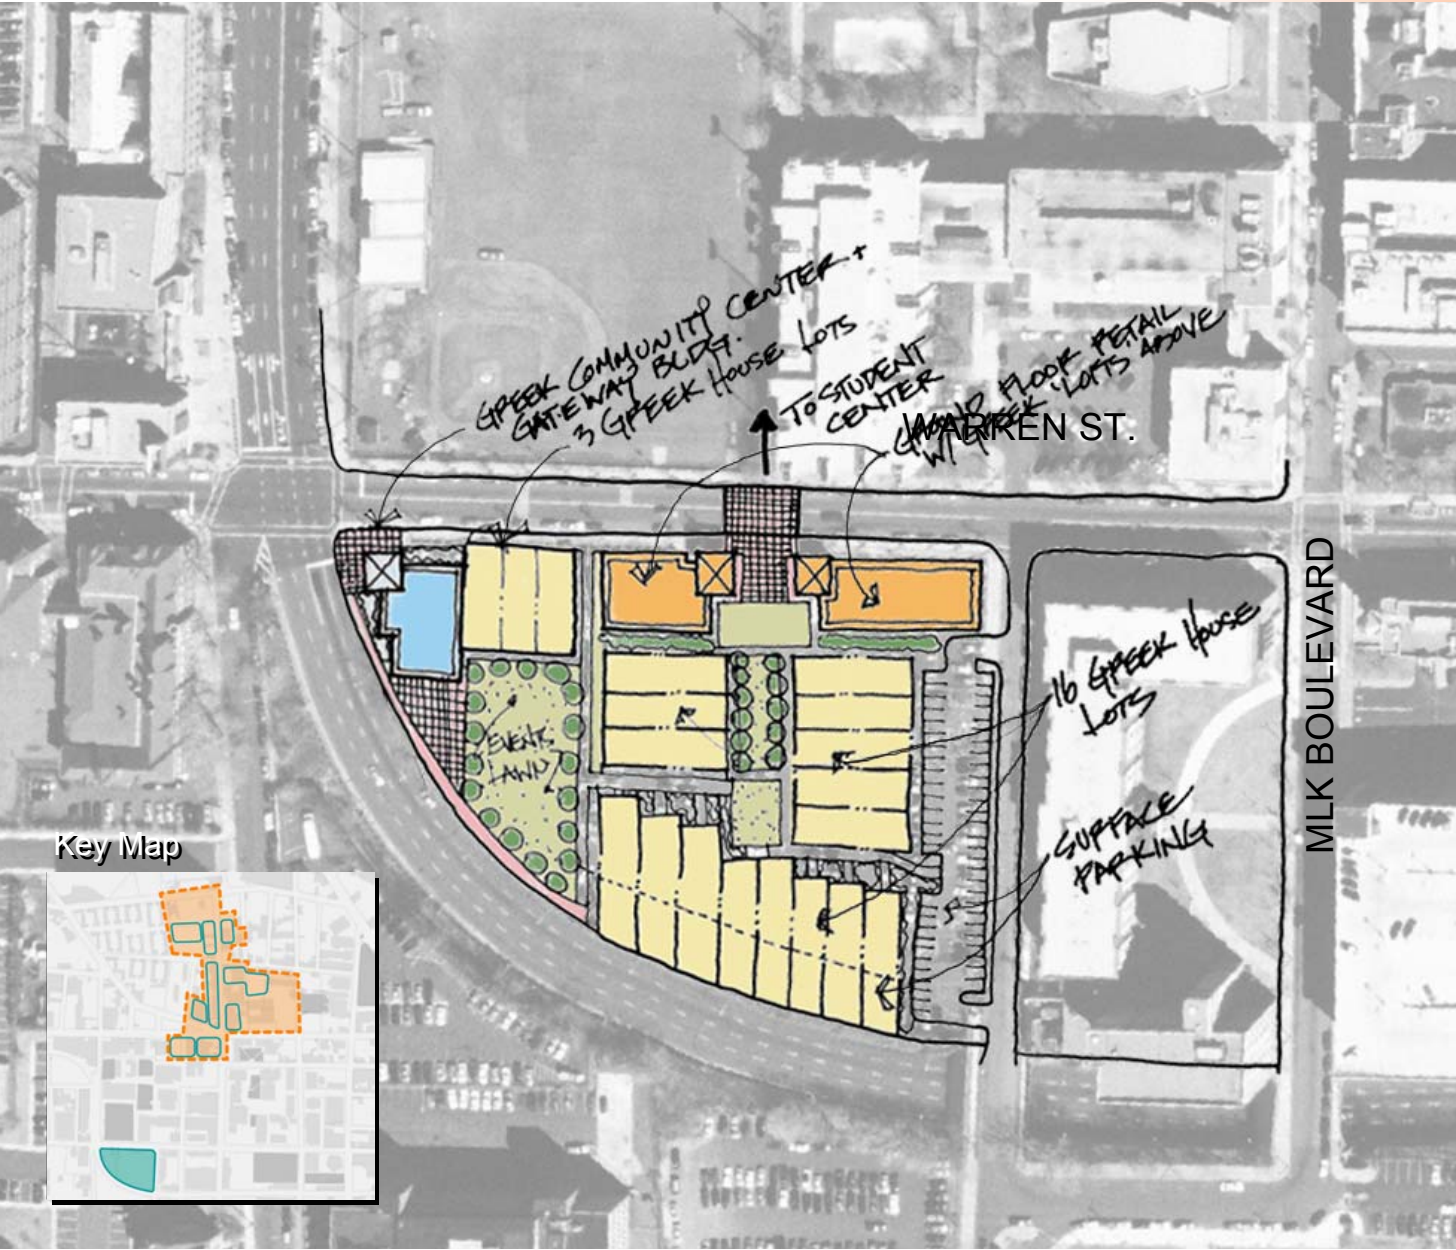 GREEK COMMUNITY CENTER +
GATEWAY BLDG.
3 GREEK HOUSE LOTS
TO STUDENT
CENTER
GROUND FLOOR RETAIL
W/ GREEK 'LOFTS ABOVE
WARREN ST.
16 GREEK HOUSE
LOTS
MLK BOULEVARD
EVENTS
LAWN
SURFACE
PARKING
Key Map